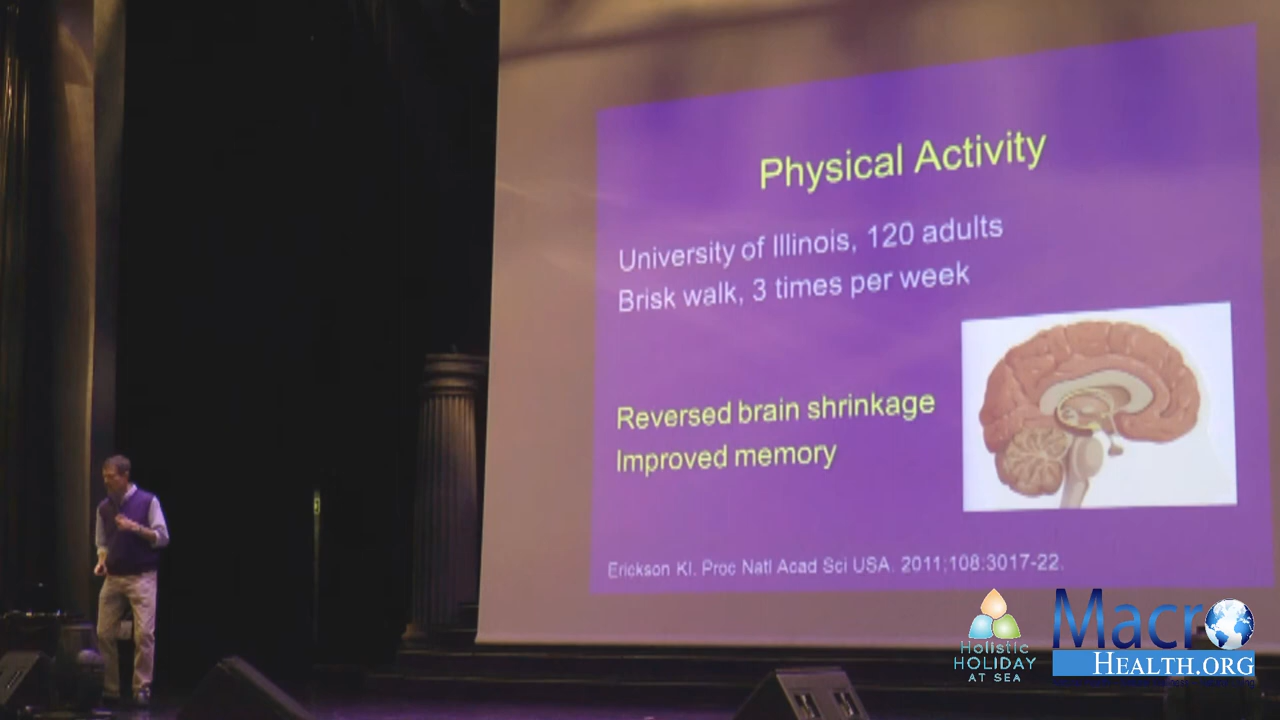 Physical Activity
University of Illinois, 120 adults
Brisk walk, 3 times per week
Reversed brain shrinkage
Improved memory
Erickson KI. Proc Natl Acad Sci USA. 2011;108:3017-22.
Holistic
HOLIDAY
AT SEA
Macro
HEALTH.ORG